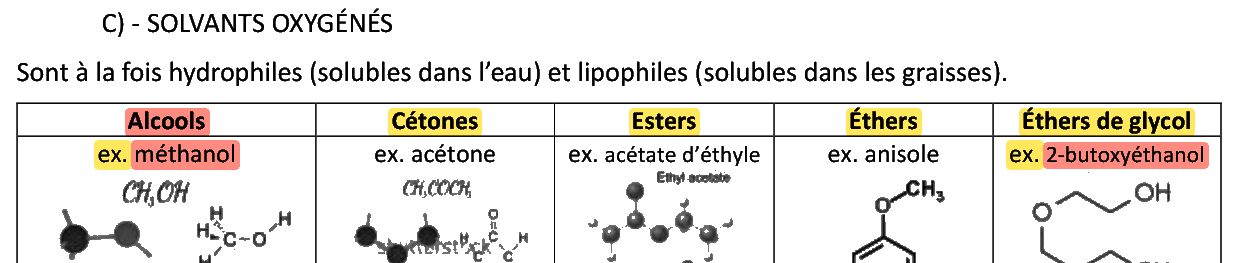 C) - SOLVANTS OXYGÉNÉS
Sont à la fois hydrophiles (solubles dans l’eau) et lipophiles (solubles dans les graisses).
Alcools Cétones Esters Éthers Éthers de glycol
ex. méthanol ex. acétone ex. acétate d’éthyle ex. anisole ex. 2-butoxyéthanol
CH₃OH CH₃COCH₃ Ethyl acetate
H H H C O H
O H C C H
O CH₃
O OH